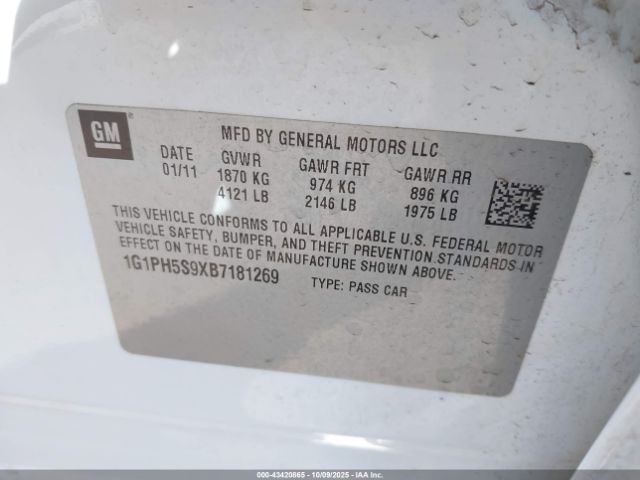 GM
MFD BY GENERAL MOTORS LLC
DATE GVWR GAWR FRT GAWR RR
01/11 1870 KG 974 KG 896 KG
4121 LB 2146 LB 1975 LB
THIS VEHICLE CONFORMS TO ALL APPLICABLE U.S. FEDERAL MOTOR
VEHICLE SAFETY, BUMPER, AND THEFT PREVENTION STANDARDS IN
EFFECT ON THE DATE OF MANUFACTURE SHOWN ABOVE.
1G1PH5S9XB7181269 TYPE: PASS CAR
000-43420865 - 10/09/2025 - IAA Inc.